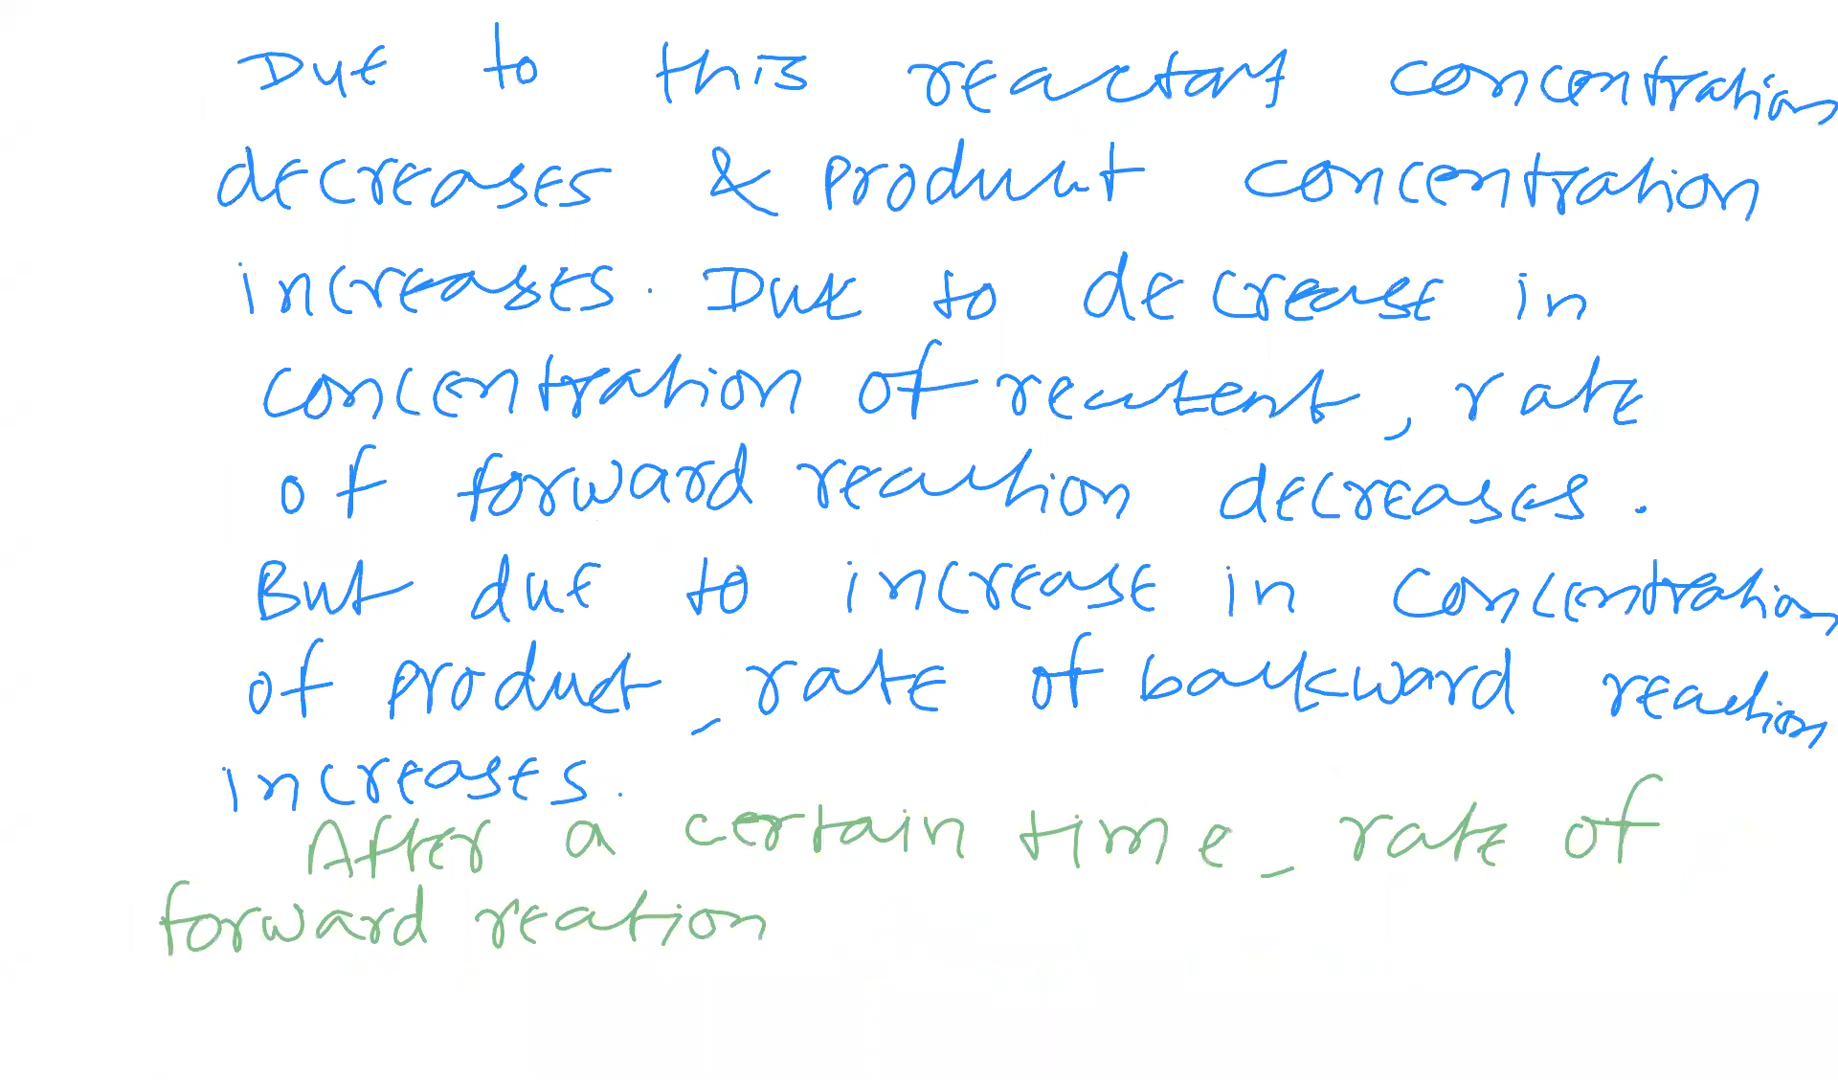 Due to this reactant concentration
decreases & product concentration
increases. Due to decrease in
concentration of reactent, rate
of forward reaction decreases.
But due to increase in concentration
of product, rate of backward reaction
increases.
After a certain time, rate of
forward reation